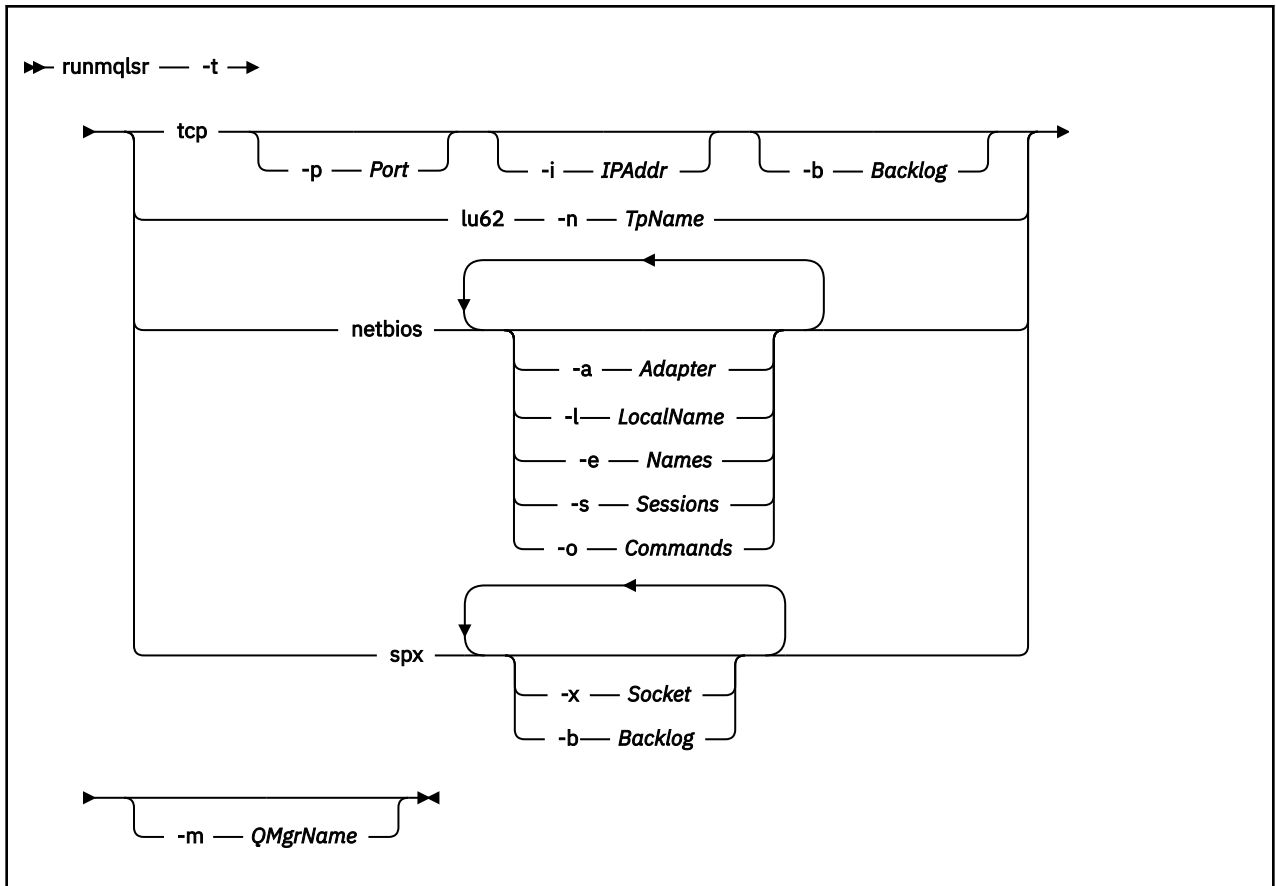 runmqlsr -t
tcp
-p Port -i IPAddr -b Backlog
lu62 -n TpName
netbios
-a Adapter
-l LocalName
-e Names
-s Sessions
-o Commands
spx
-x Socket
-b Backlog
-m QMgrName